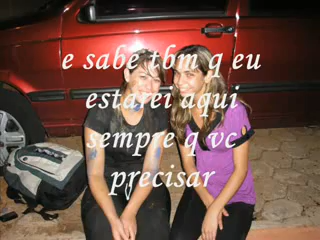 e sabe tbm q eu
estarei aqui
sempre q vc
precisar